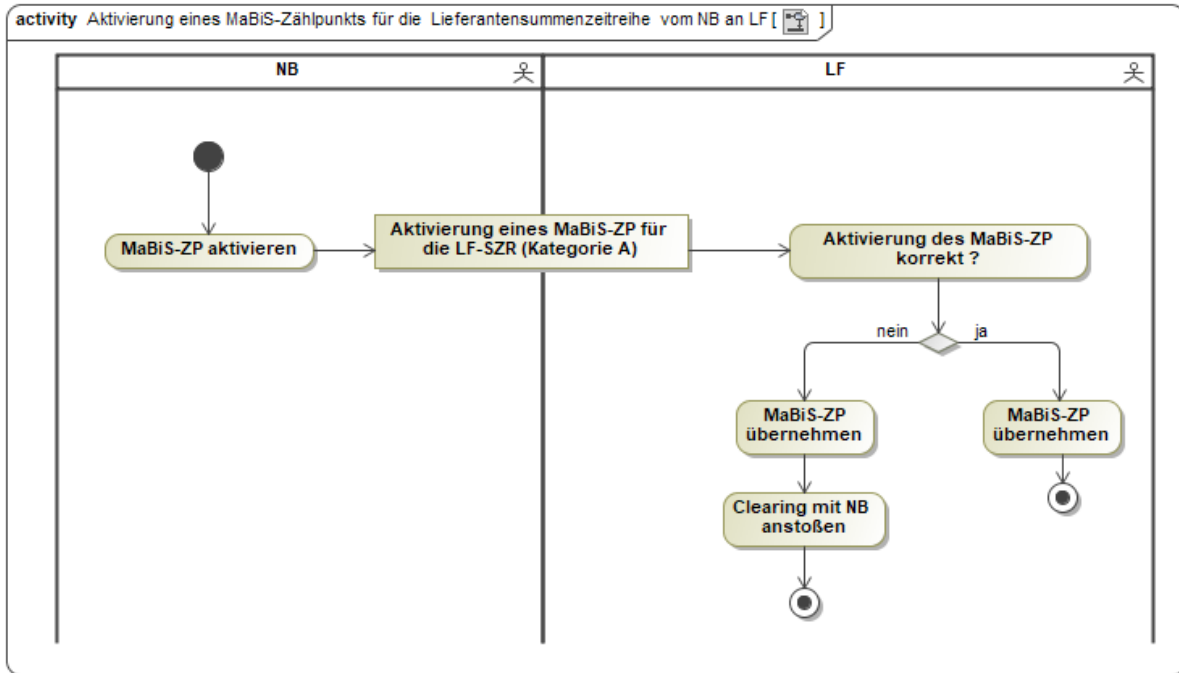 activity Aktivierung eines MaBiS-Zählpunkts für die Lieferantensummenzeitreihe vom NB an LF [ ]
NB
LF
MaBiS-ZP aktivieren
Aktivierung eines MaBiS-ZP für
die LF-SZR (Kategorie A)
Aktivierung des MaBiS-ZP
korrekt ?
nein
ja
MaBiS-ZP
übernehmen
MaBiS-ZP
übernehmen
Clearing mit NB
anstoßen